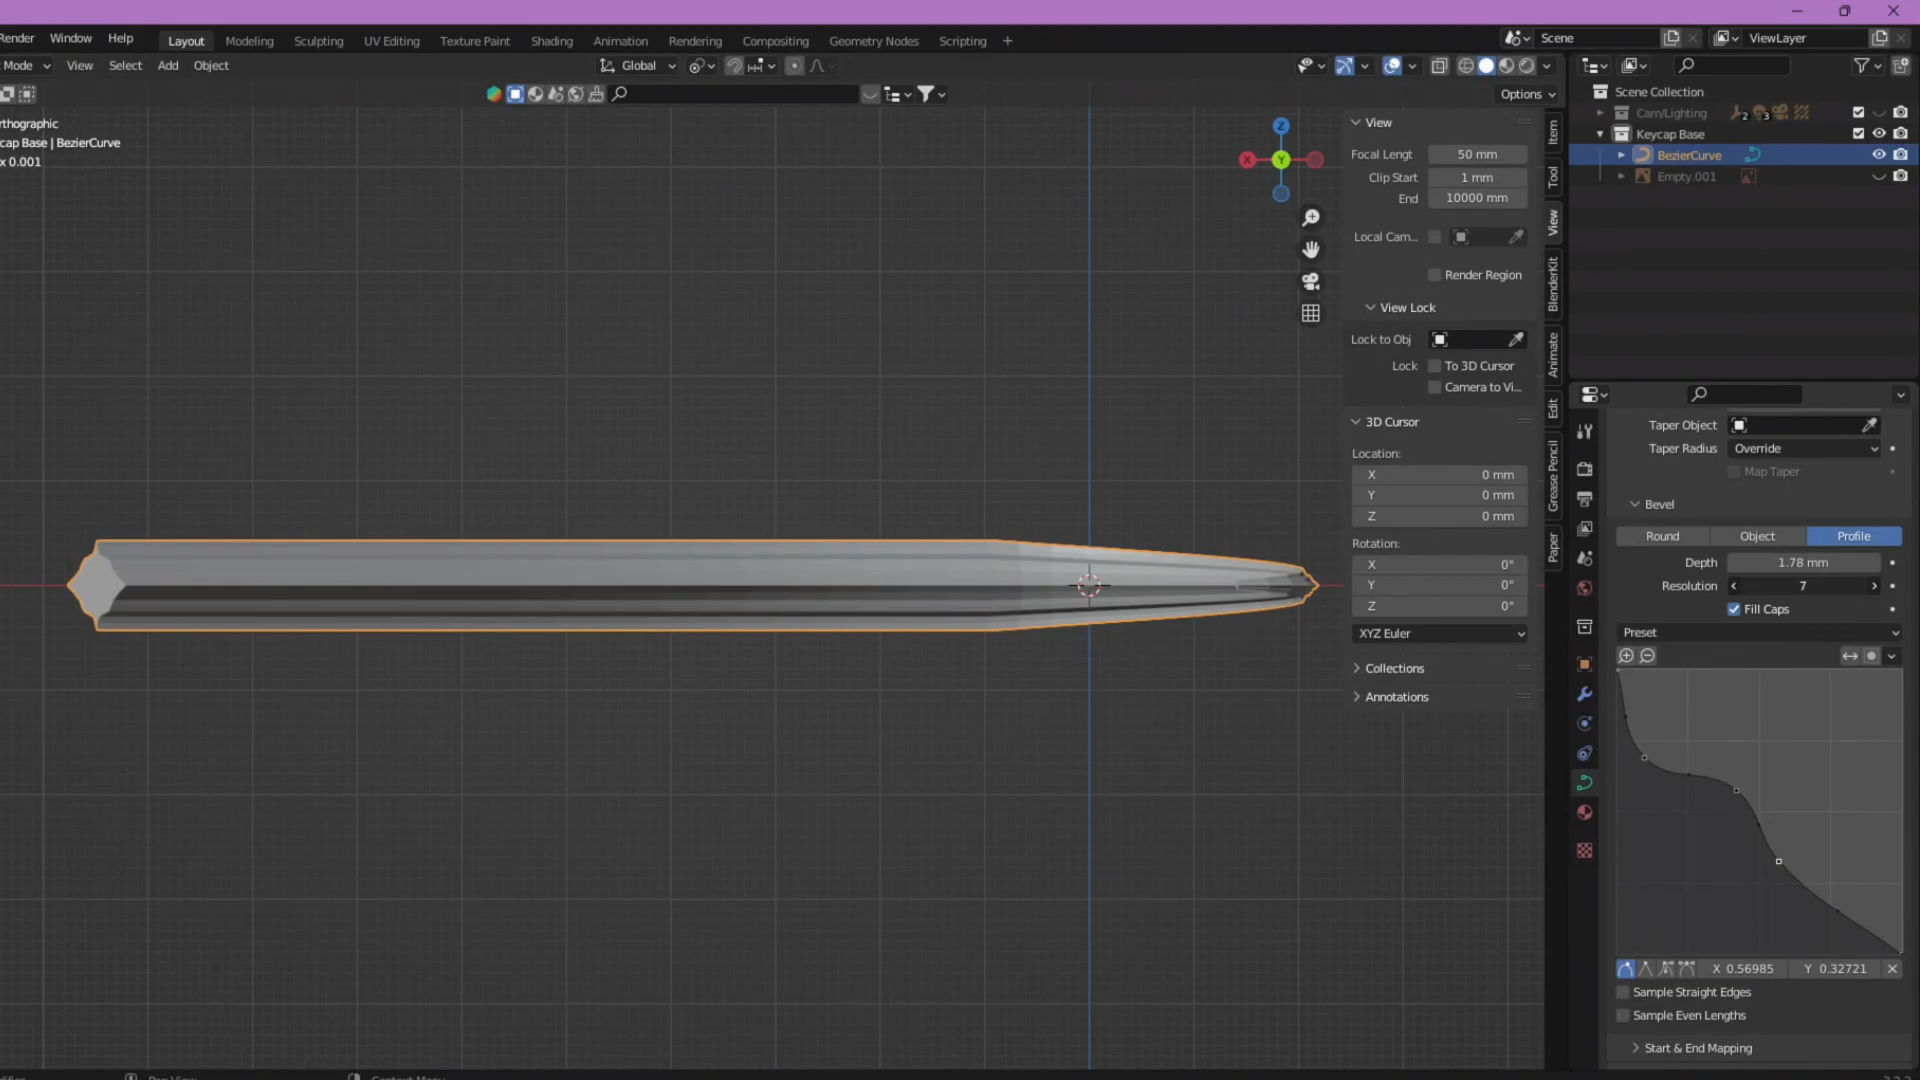 Render Window Help
Layout Modeling Sculpting UV Editing Texture Paint Shading Animation Rendering Compositing Geometry Nodes Scripting +
Scene
ViewLayer
Mode View Select Add Object
Global
Options
rthographic
cap Base | BezierCurve
x 0.001
Z
X
Y
View
Focal Lengt 50 mm
Clip Start 1 mm
End 10000 mm
Local Cam...
Render Region
View Lock
Lock to Obj
Lock To 3D Cursor
Camera to Vi...
3D Cursor
Location:
X 0 mm
Y 0 mm
Z 0 mm
Rotation:
X 0°
Y 0°
Z 0°
XYZ Euler
Collections
Annotations
Item
Tool
View
BlenderKit
Animate
Edit
Grease Pencil
Paper
Scene Collection
Cam/Lighting 2 3
Keycap Base
BezierCurve
Empty.001
Taper Object
Taper Radius Override
Map Taper
Bevel
Round Object Profile
Depth 1.78 mm
Resolution 7
Fill Caps
Preset
X 0.56985 Y 0.32721
Sample Straight Edges
Sample Even Lengths
Start & End Mapping